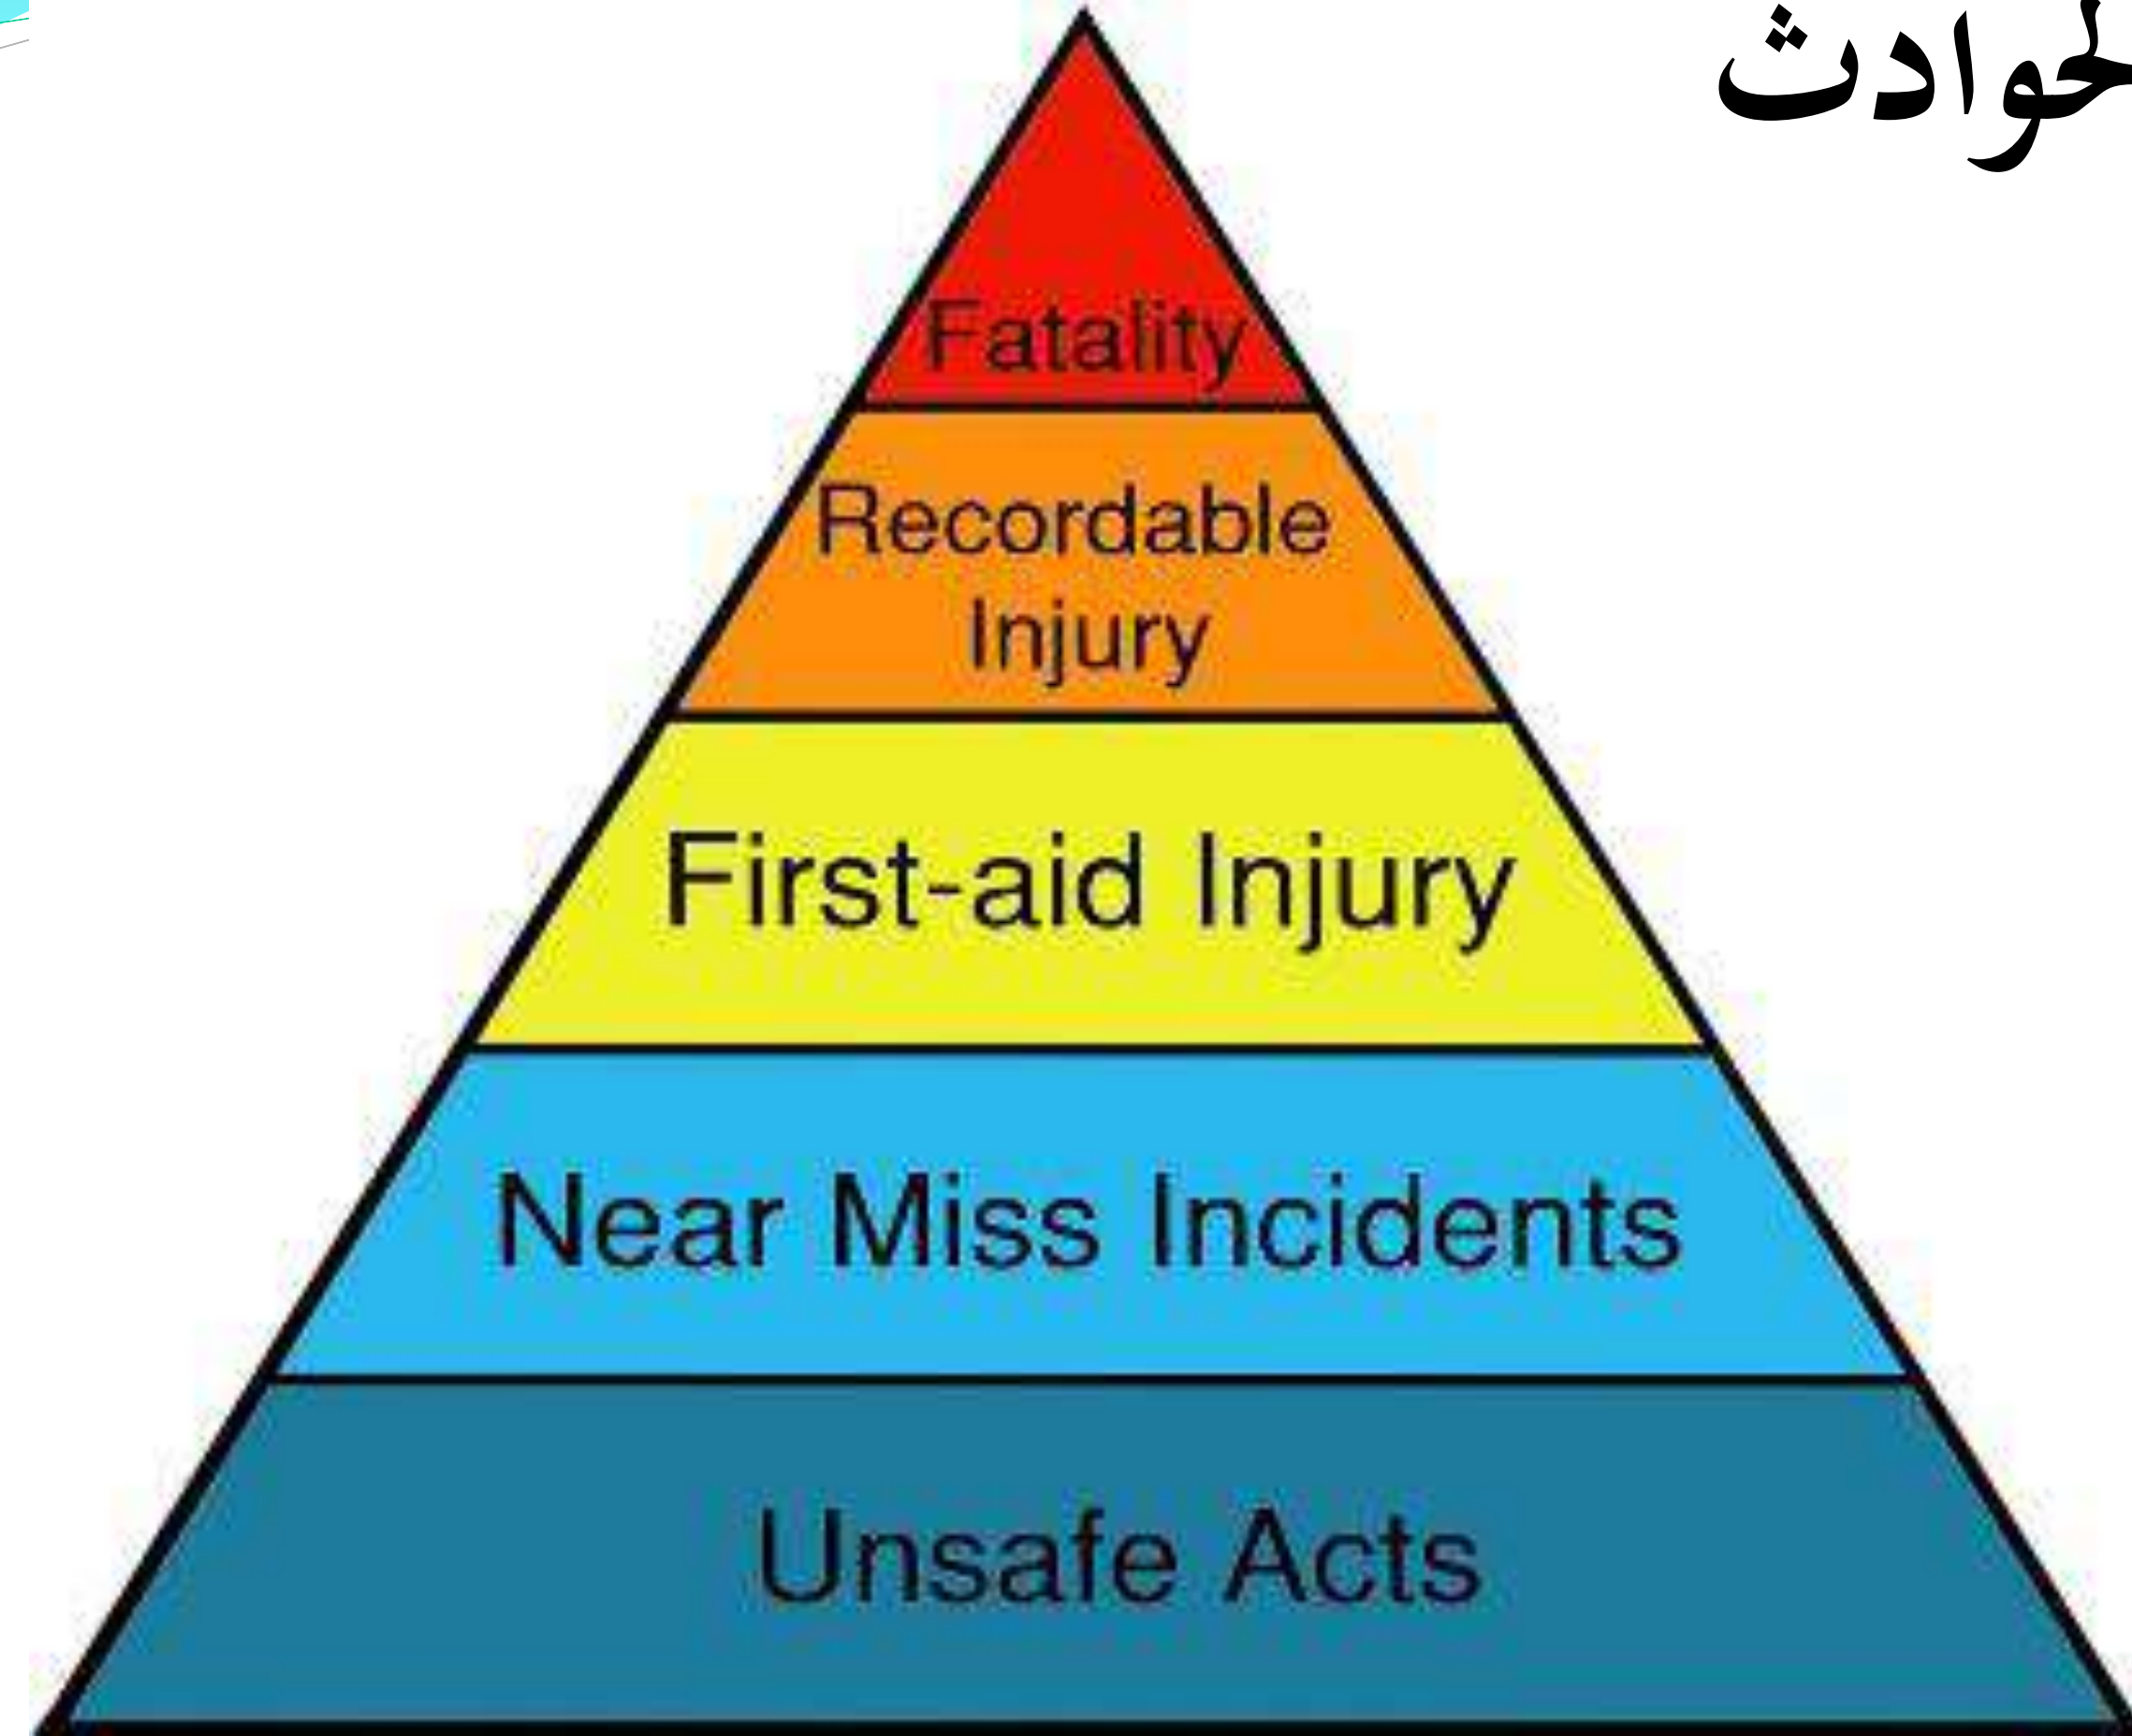 لحوادث
Fatality
Recordable
Injury
First-aid Injury
Near Miss Incidents
Unsafe Acts